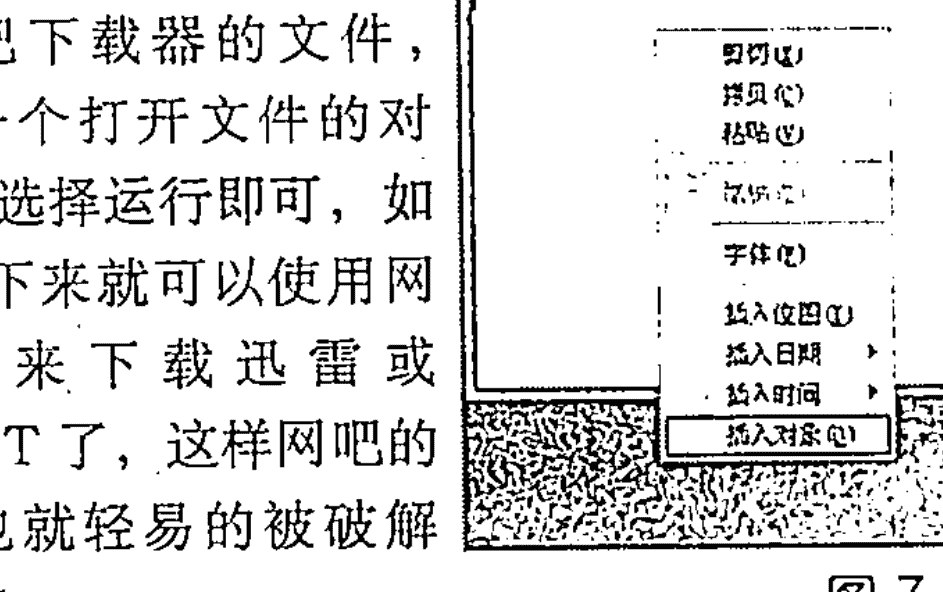 下载器的文件，
个打开文件的对
选择运行即可，如
下来就可以使用网
来下载迅雷或
T了，这样网吧的
就轻易的被破解
剪切(X)
拷贝(C)
粘贴(V)
字体(F)
插入位图(I)
插入日期
插入时间
插入对象(O)
图 7